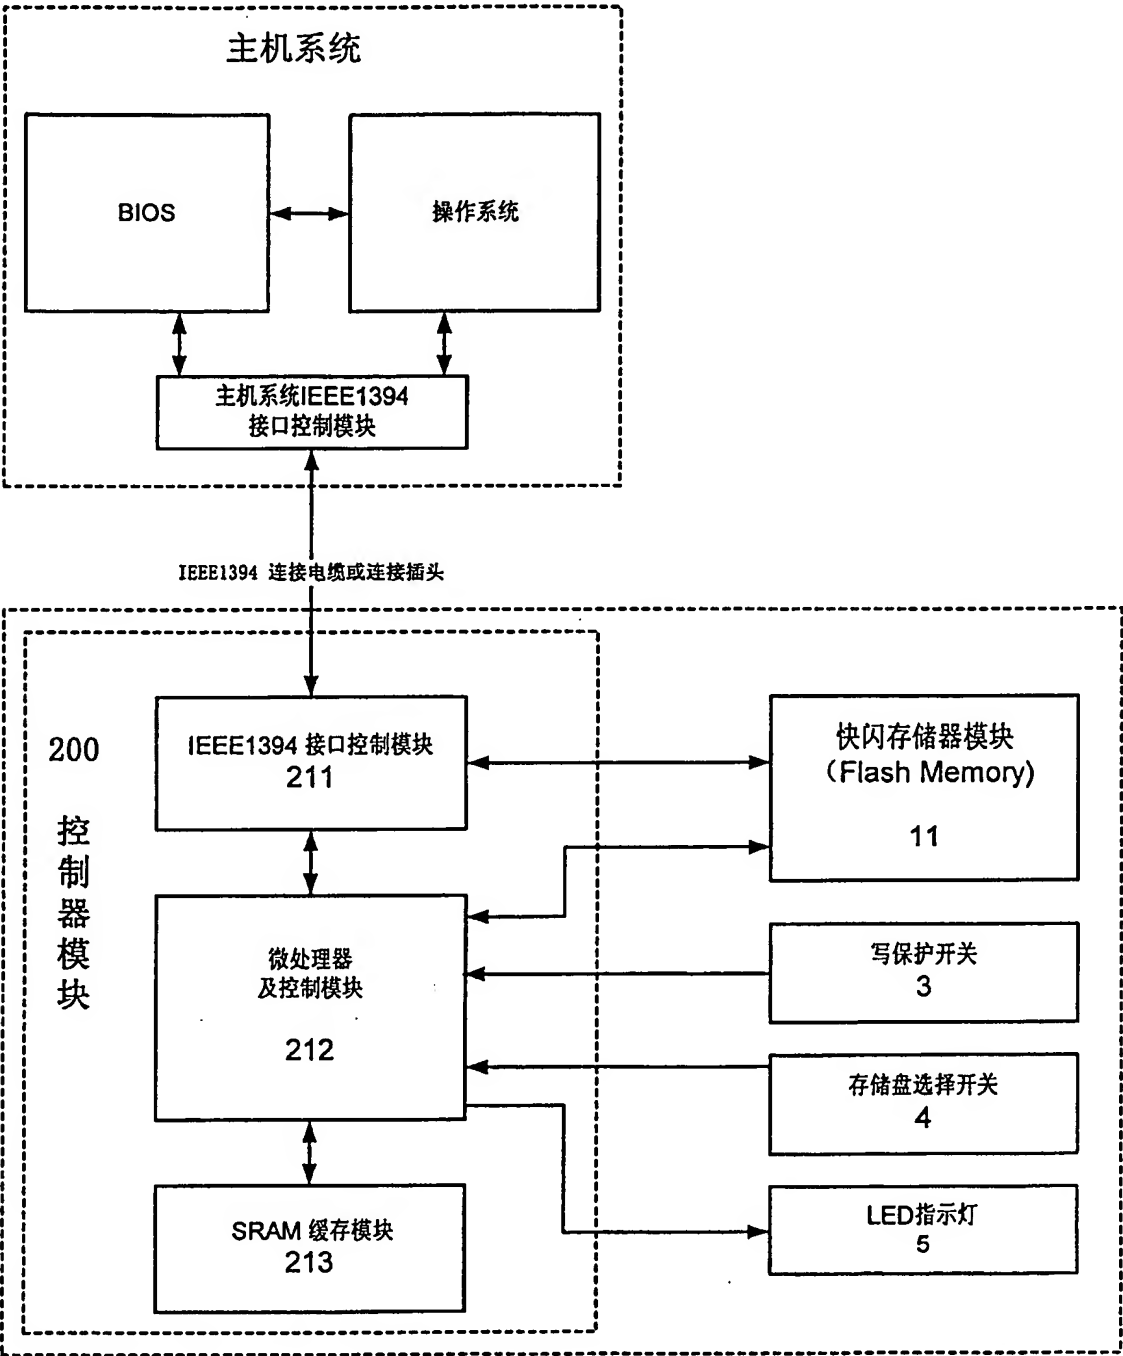 主机系统
BIOS
操作系统
主机系统IEEE1394
接口控制模块
IEEE1394 连接电缆或连接插头
200
控制器模块
IEEE1394 接口控制模块
211
快闪存储器模块
（Flash Memory)
11
微处理器
及控制模块
212
写保护开关
3
存储盘选择开关
4
SRAM 缓存模块
213
LED指示灯
5